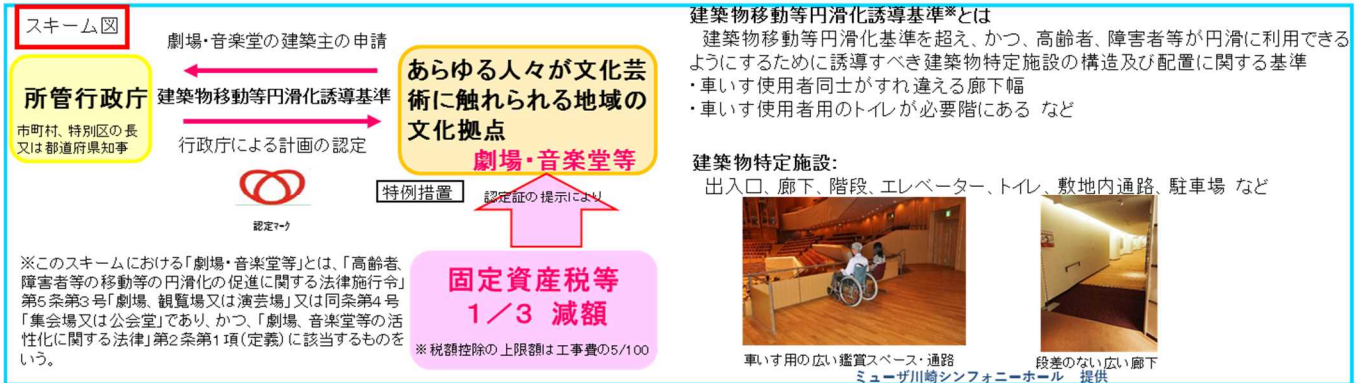 スキーム図
劇場・音楽堂の建築主の申請
所管行政庁
市町村、特別区の長
又は都道府県知事
建築物移動等円滑化誘導基準
行政庁による計画の認定
認定マーク
あらゆる人々が文化芸
術に触れられる地域の
文化拠点
劇場・音楽堂等
特例措置
認定証の提示により
固定資産税等
1/3 減額
※税額控除の上限額は工事費の5/100
※このスキームにおける「劇場・音楽堂等」とは、「高齢者、
障害者等の移動等の円滑化の促進に関する法律施行令」
第5条第3号「劇場、観覧場又は演芸場」又は同条第4号
「集会場又は公会堂」であり、かつ、「劇場、音楽堂等の活
性化に関する法律」第2条第1項(定義)に該当するものを
いう。
建築物移動等円滑化誘導基準※とは
建築物移動等円滑化基準を超え、かつ、高齢者、障害者等が円滑に利用できる
ようにするために誘導すべき建築物特定施設の構造及び配置に関する基準
・車いす使用者同士がすれ違える廊下幅
・車いす使用者用のトイレが必要階にある など
建築物特定施設:
出入口、廊下、階段、エレベーター、トイレ、敷地内通路、駐車場 など
車いす用の広い鑑賞スペース・通路
段差のない広い廊下
ミューザ川崎シンフォニーホール 提供